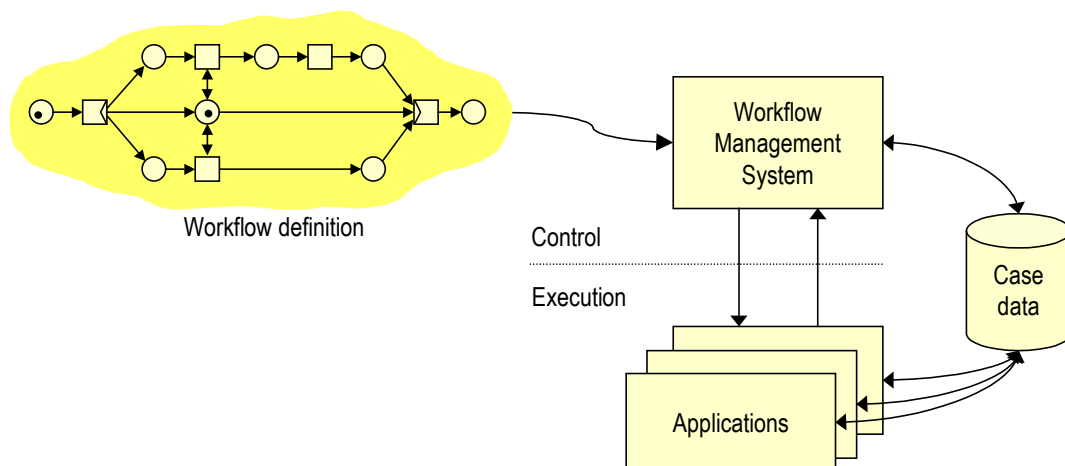 Workflow
Management
System
Workflow definition
Control
Case
data
Execution
Applications